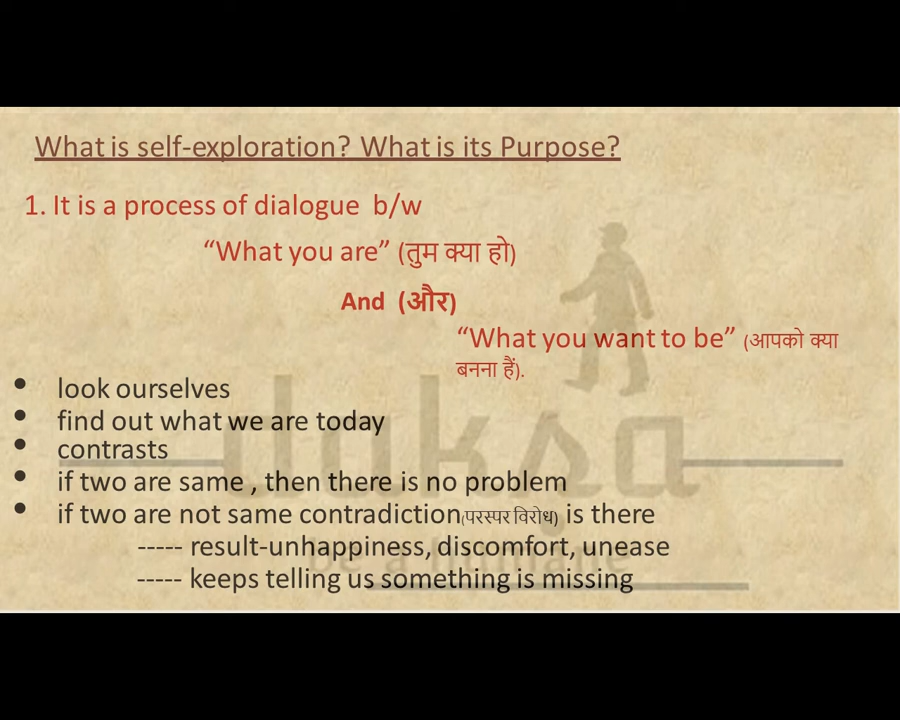 What is self-exploration? What is its Purpose?
1. It is a process of dialogue b/w
“What you are” (तुम क्या हो)
And (और)
“What you want to be” (आपको क्या
बनना हैं).
• look ourselves
• find out what we are today
• contrasts
• if two are same , then there is no problem
• if two are not same contradiction(परस्पर विरोध) is there
----- result-unhappiness, discomfort, unease
----- keeps telling us something is missing